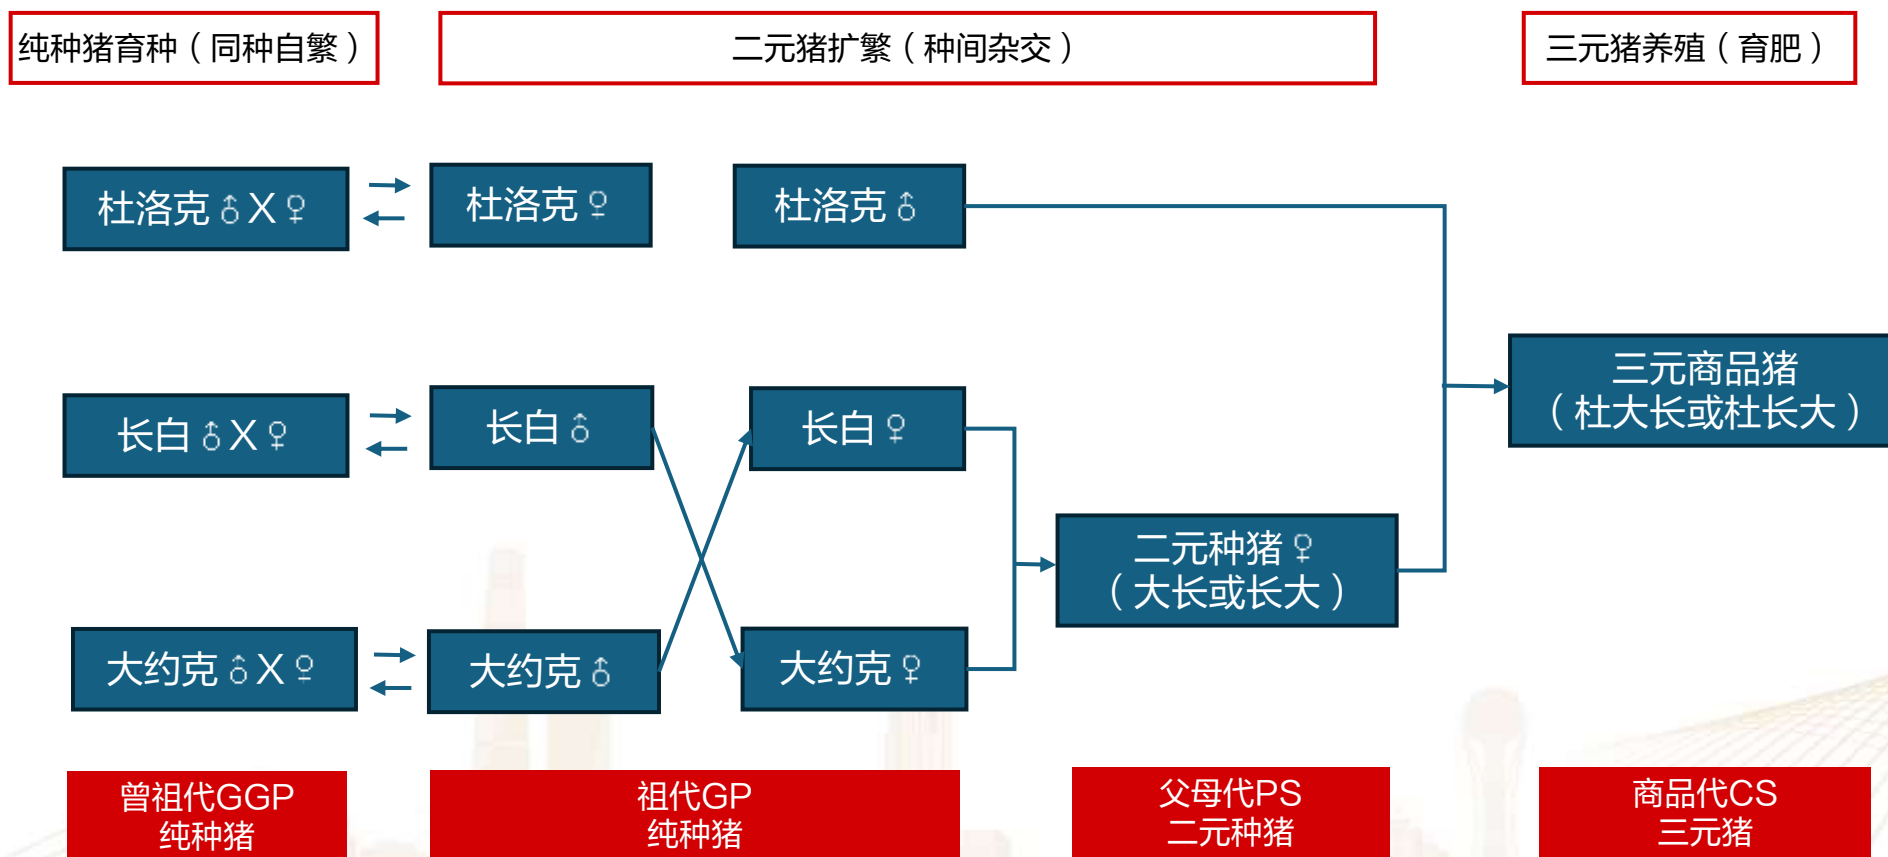 纯种猪育种（同种自繁）
二元猪扩繁（种间杂交）
三元猪养殖（育肥）
杜洛克♂X♀
杜洛克♀
杜洛克♂
三元商品猪
（杜大长或杜长大）
长白♂X♀
长白♂
长白♀
二元种猪♀
（大长或长大）
大约克♂X♀
大约克♂
大约克♀
曾祖代GGP
纯种猪
祖代GP
纯种猪
父母代PS
二元种猪
商品代CS
三元猪